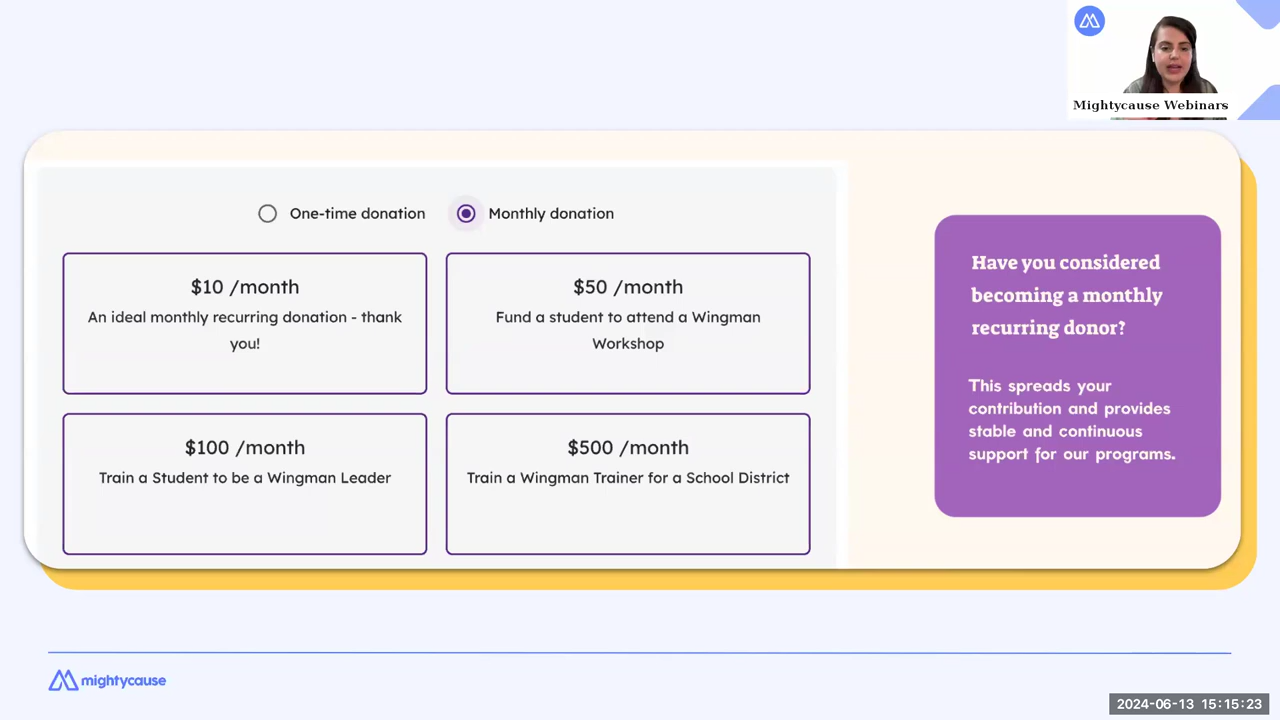 Mightycause Webinars
One-time donation
Monthly donation
$10 /month
An ideal monthly recurring donation - thank
you!
$50 /month
Fund a student to attend a Wingman
Workshop
$100 /month
Train a Student to be a Wingman Leader
$500 /month
Train a Wingman Trainer for a School District
Have you considered
becoming a monthly
recurring donor?
This spreads your
contribution and provides
stable and continuous
support for our programs.
mightycause
2024-06-13 15:15:23